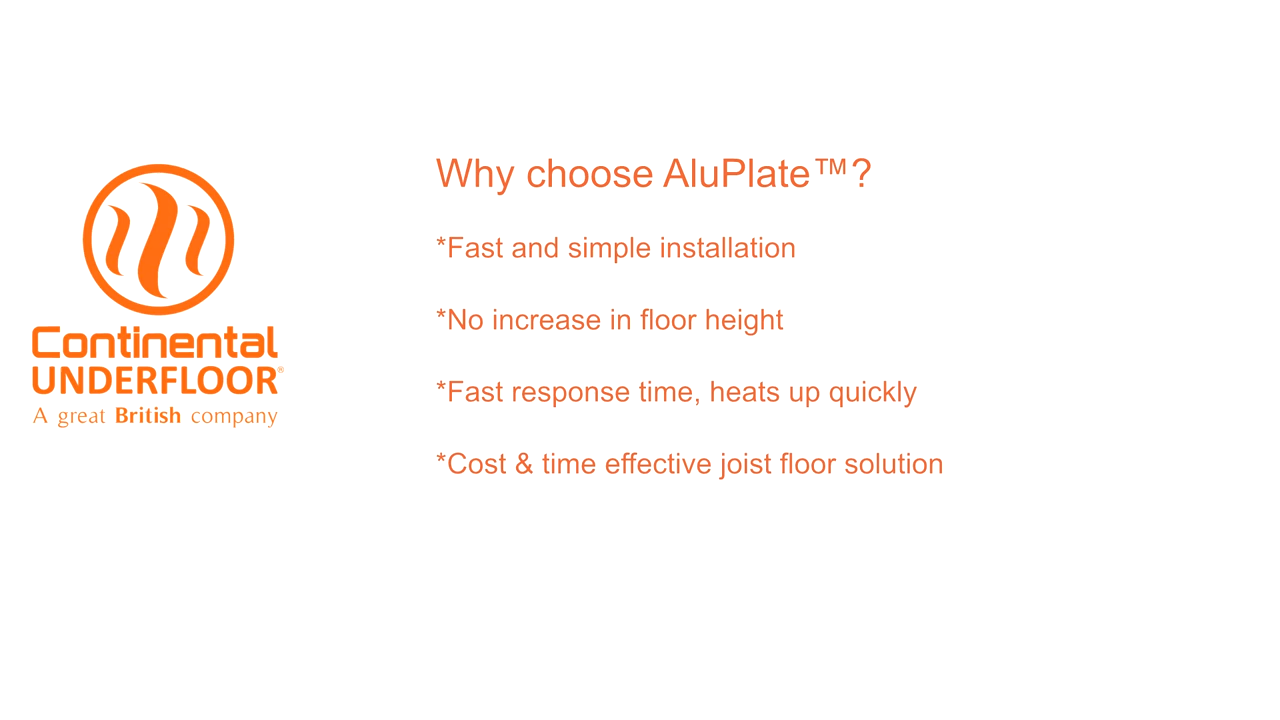 Continental
UNDERFLOOR®
A great British company
Why choose AluPlate™?
*Fast and simple installation
*No increase in floor height
*Fast response time, heats up quickly
*Cost & time effective joist floor solution